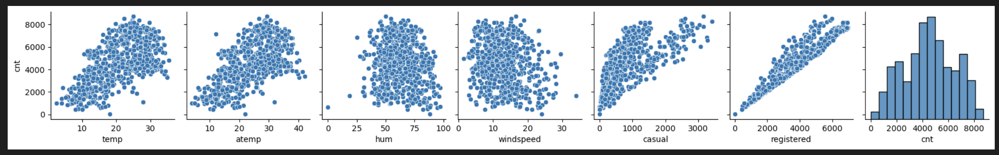 cnt
8000
6000
4000
2000
0
10 20 30
temp
10 20 30 40
atemp
0 25 50 75 100
hum
0 10 20 30
windspeed
0 1000 2000 3000
casual
0 2000 4000 6000
registered
0 2000 4000 6000 8000
cnt